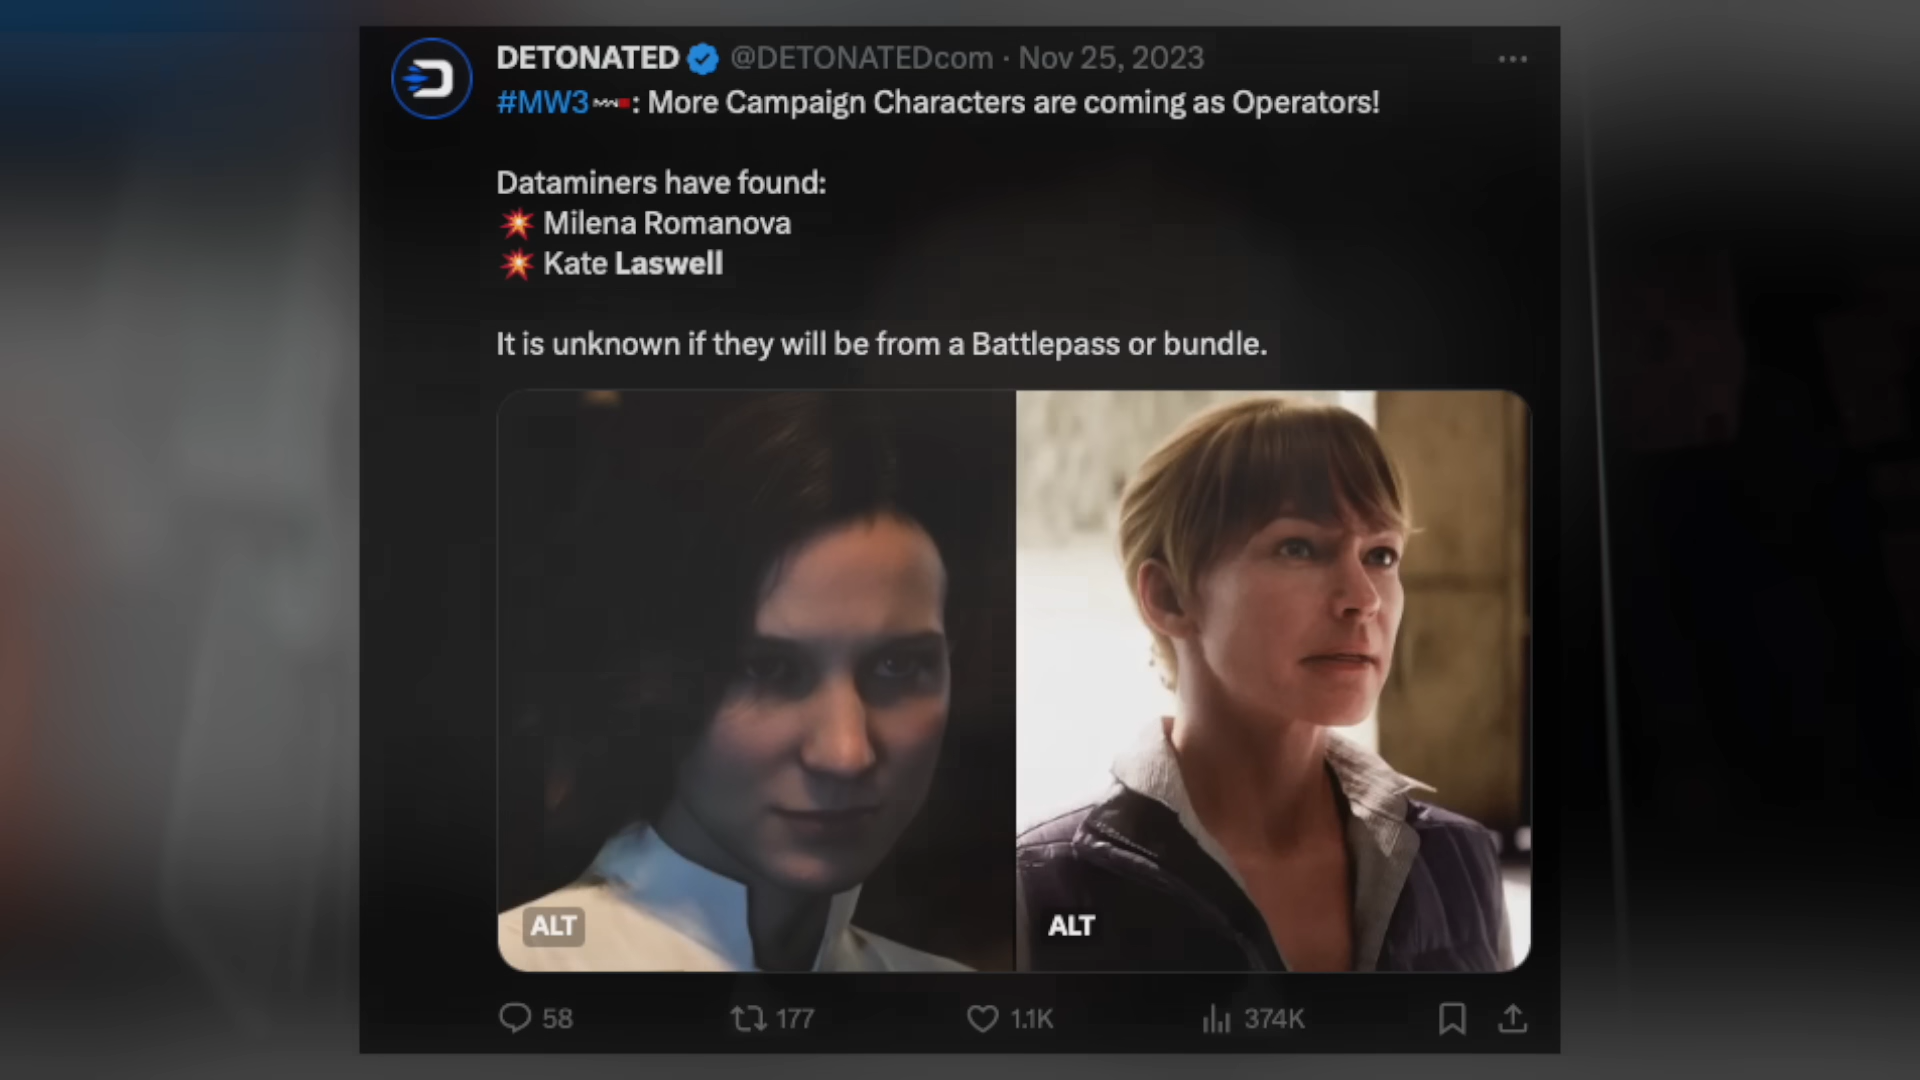 DETONATED @DETONATEDcom · Nov 25, 2023
#MW3: More Campaign Characters are coming as Operators!
Dataminers have found:
💥 Milena Romanova
💥 Kate Laswell
It is unknown if they will be from a Battlepass or bundle.
ALT ALT
58 177 1.1K 374K